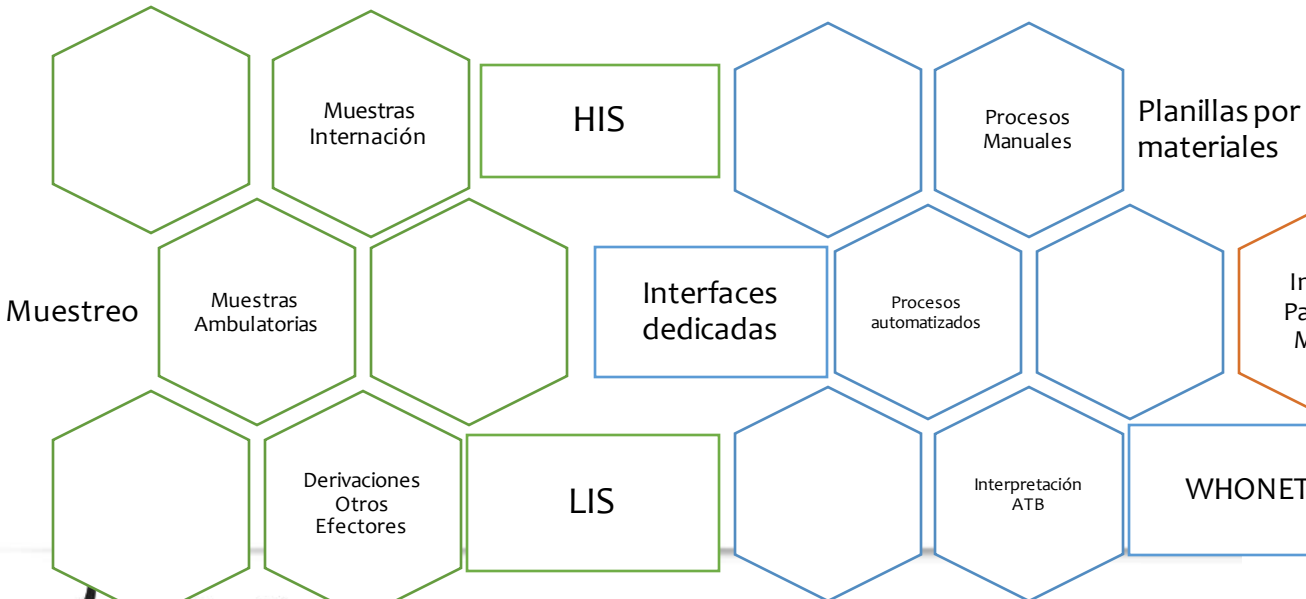 Muestras
Internación
HIS
Procesos
Manuales
Planillas por
materiales
Muestreo
Muestras
Ambulatorias
Interfaces
dedicadas
Procesos
automatizados
Derivaciones
Otros
Efectores
LIS
Interpretación
ATB
WHONET